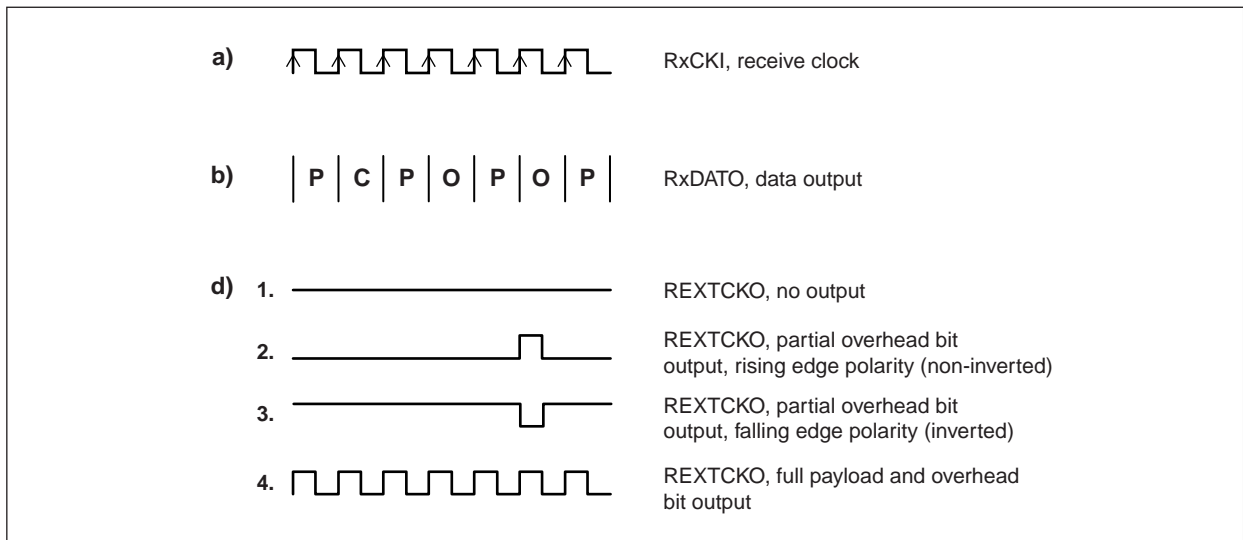 a) RxCKI, receive clock
b) P C P O P O P RxDATO, data output
d) 1. REXTCKO, no output
2. REXTCKO, partial overhead bit
output, rising edge polarity (non-inverted)
3. REXTCKO, partial overhead bit
output, falling edge polarity (inverted)
4. REXTCKO, full payload and overhead
bit output